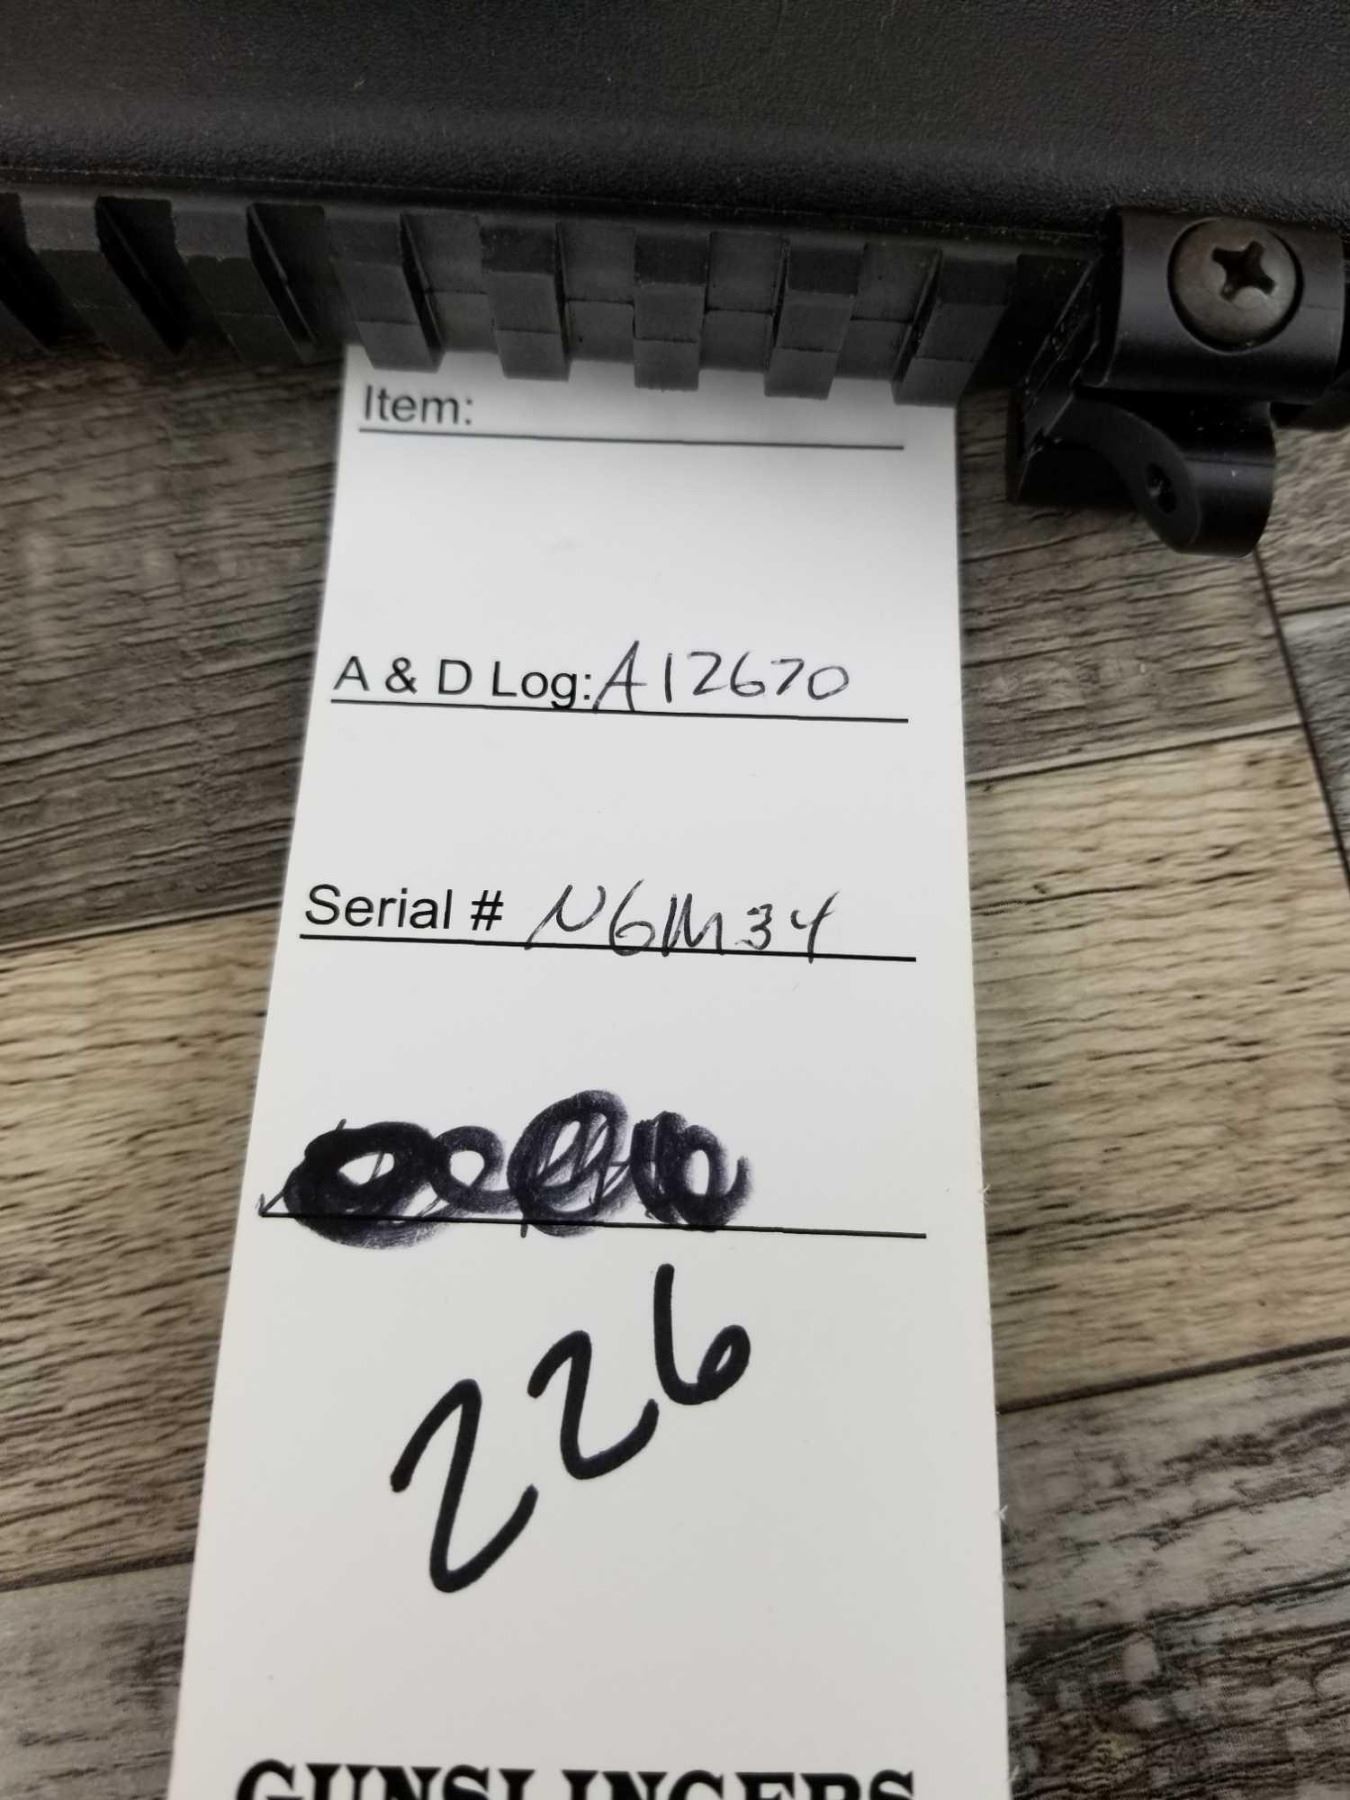 Item:
A & D Log: A12670
Serial # N6M34
226
GUNSLINGERS